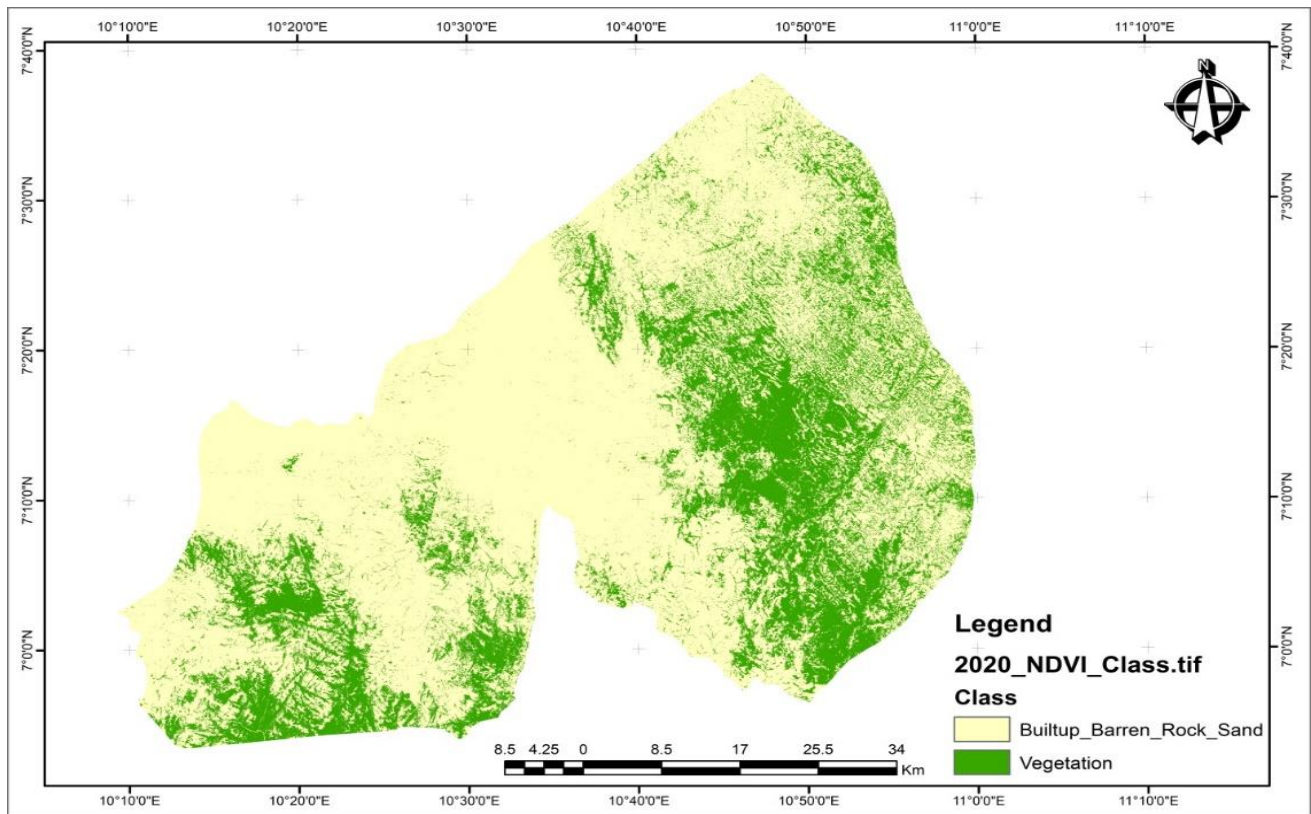 10°10'0"E 10°20'0"E 10°30'0"E 10°40'0"E 10°50'0"E 11°0'0"E 11°10'0"E
N
7°40'0"N 7°40'0"N
7°30'0"N 7°30'0"N
7°20'0"N 7°20'0"N
7°10'0"N 7°10'0"N
7°0'0"N 7°0'0"N
Legend
2020_NDVI_Class.tif
Class
Builtup_Barren_Rock_Sand
Vegetation
8.5 4.25 0 8.5 17 25.5 34
Km
10°10'0"E 10°20'0"E 10°30'0"E 10°40'0"E 10°50'0"E 11°0'0"E 11°10'0"E